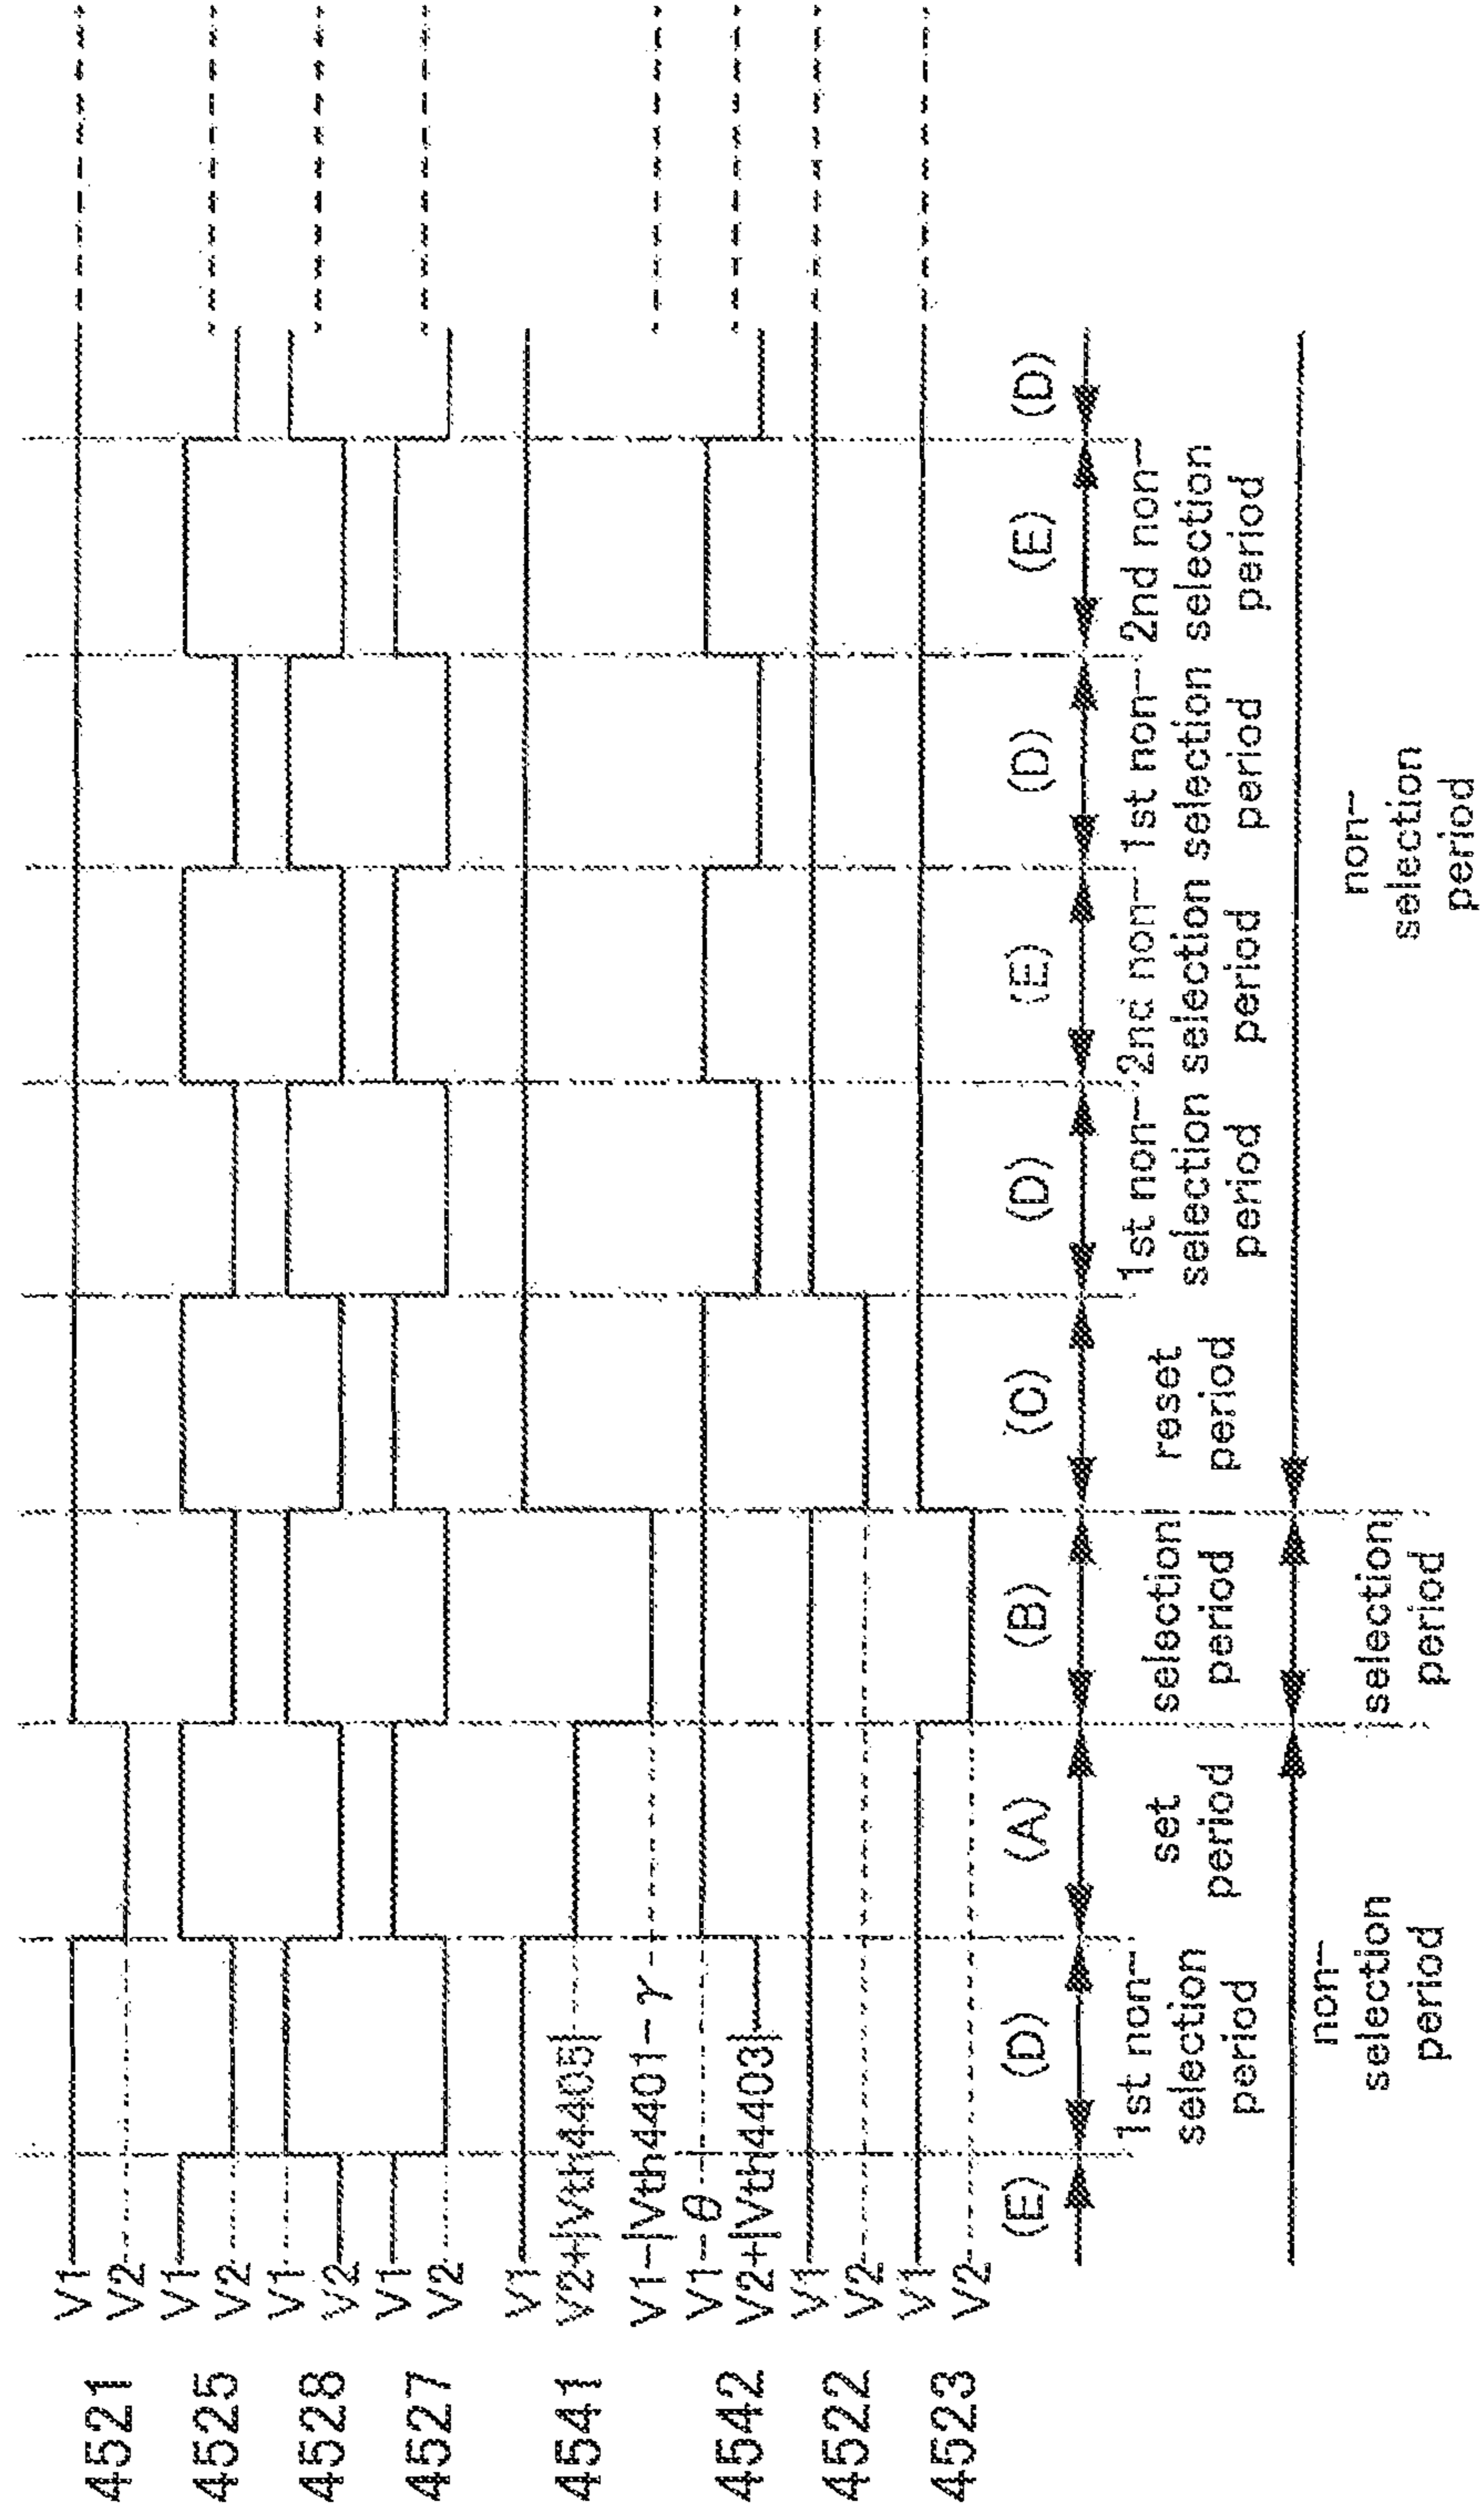 4521
V1
V2
4525
V1
V2
4528
V1
V2
4527
V1
V2
4541
V1
V2+|Vth4405|
V1-|Vth4401-γ
4542
V1-θ
V2+|Vth4403|
4522
V1
V2
4523
V1
V2
(E) (D) (A) (B) (C) (D) (E) (D) (E) (D)
1st non-
selection
period
set
period
selection
period
reset
period
1st non-
selection
period
2nd non-
selection
period
1st non-
selection
period
2nd non-
selection
period
non-
selection
period
selection
period
non-
selection
period